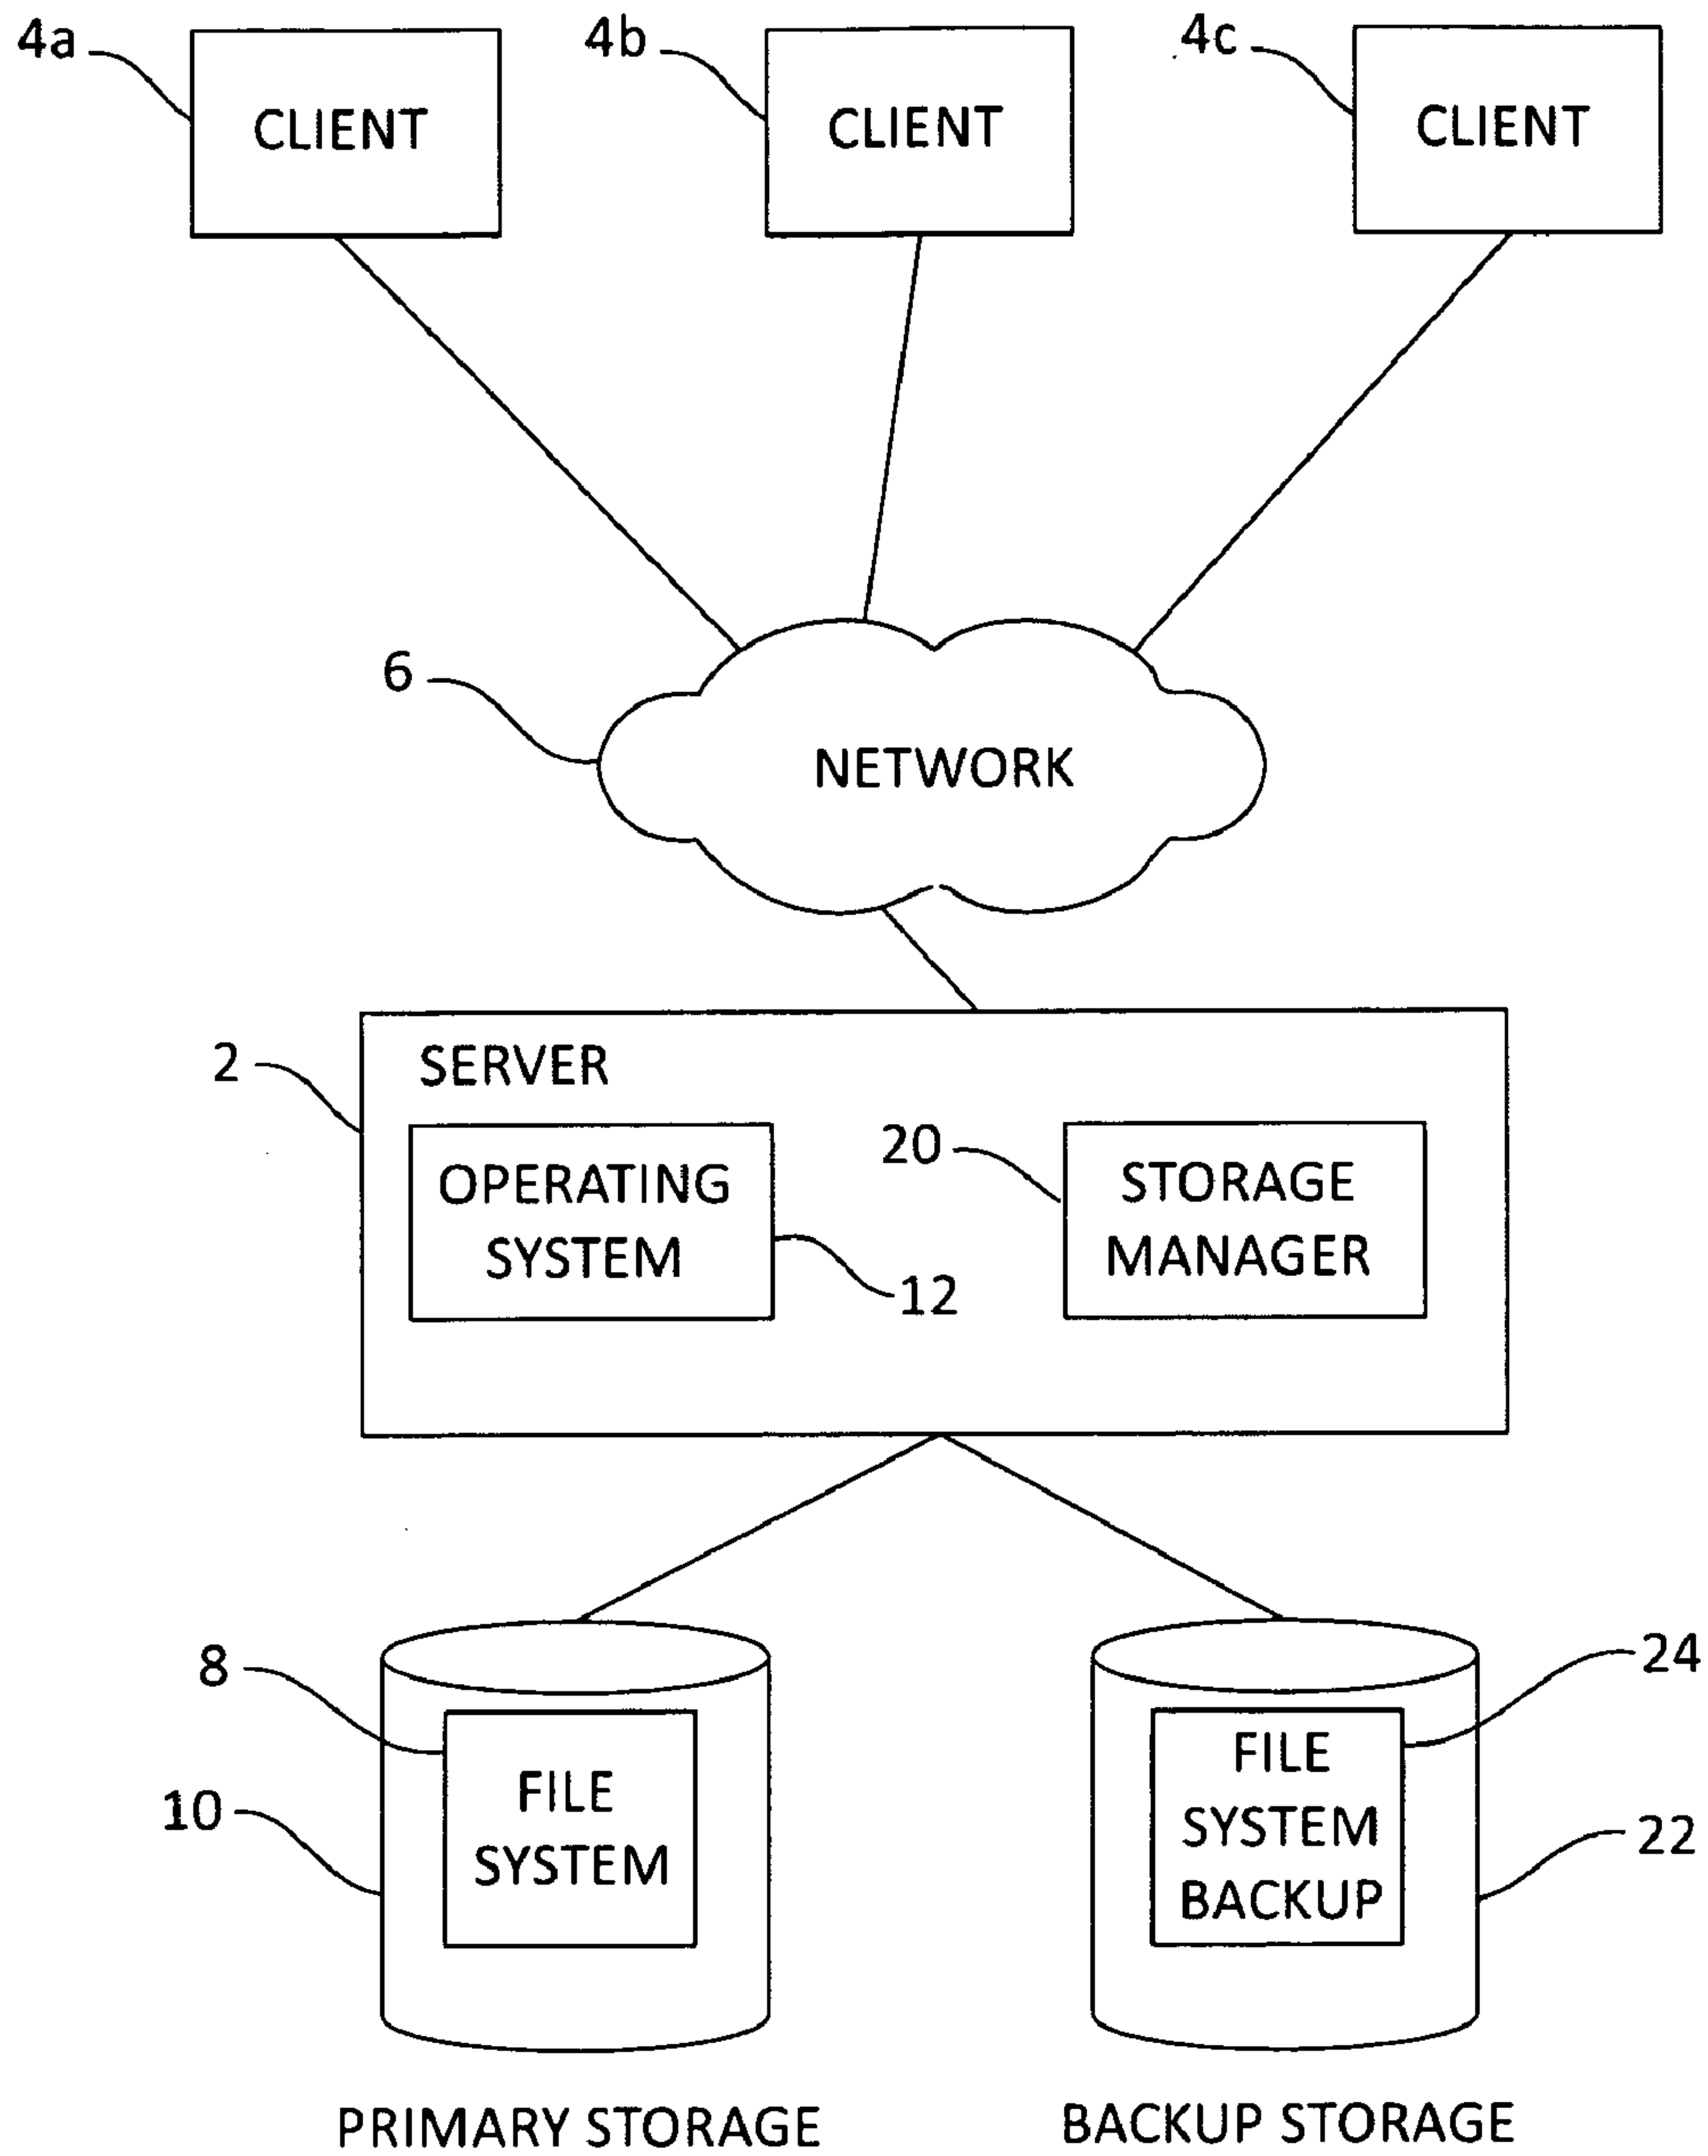 4a
CLIENT
4b
CLIENT
4c
CLIENT
6
NETWORK
2
SERVER
OPERATING
SYSTEM
12
20
STORAGE
MANAGER
8
FILE
SYSTEM
10
24
FILE
SYSTEM
BACKUP
22
PRIMARY STORAGE
BACKUP STORAGE